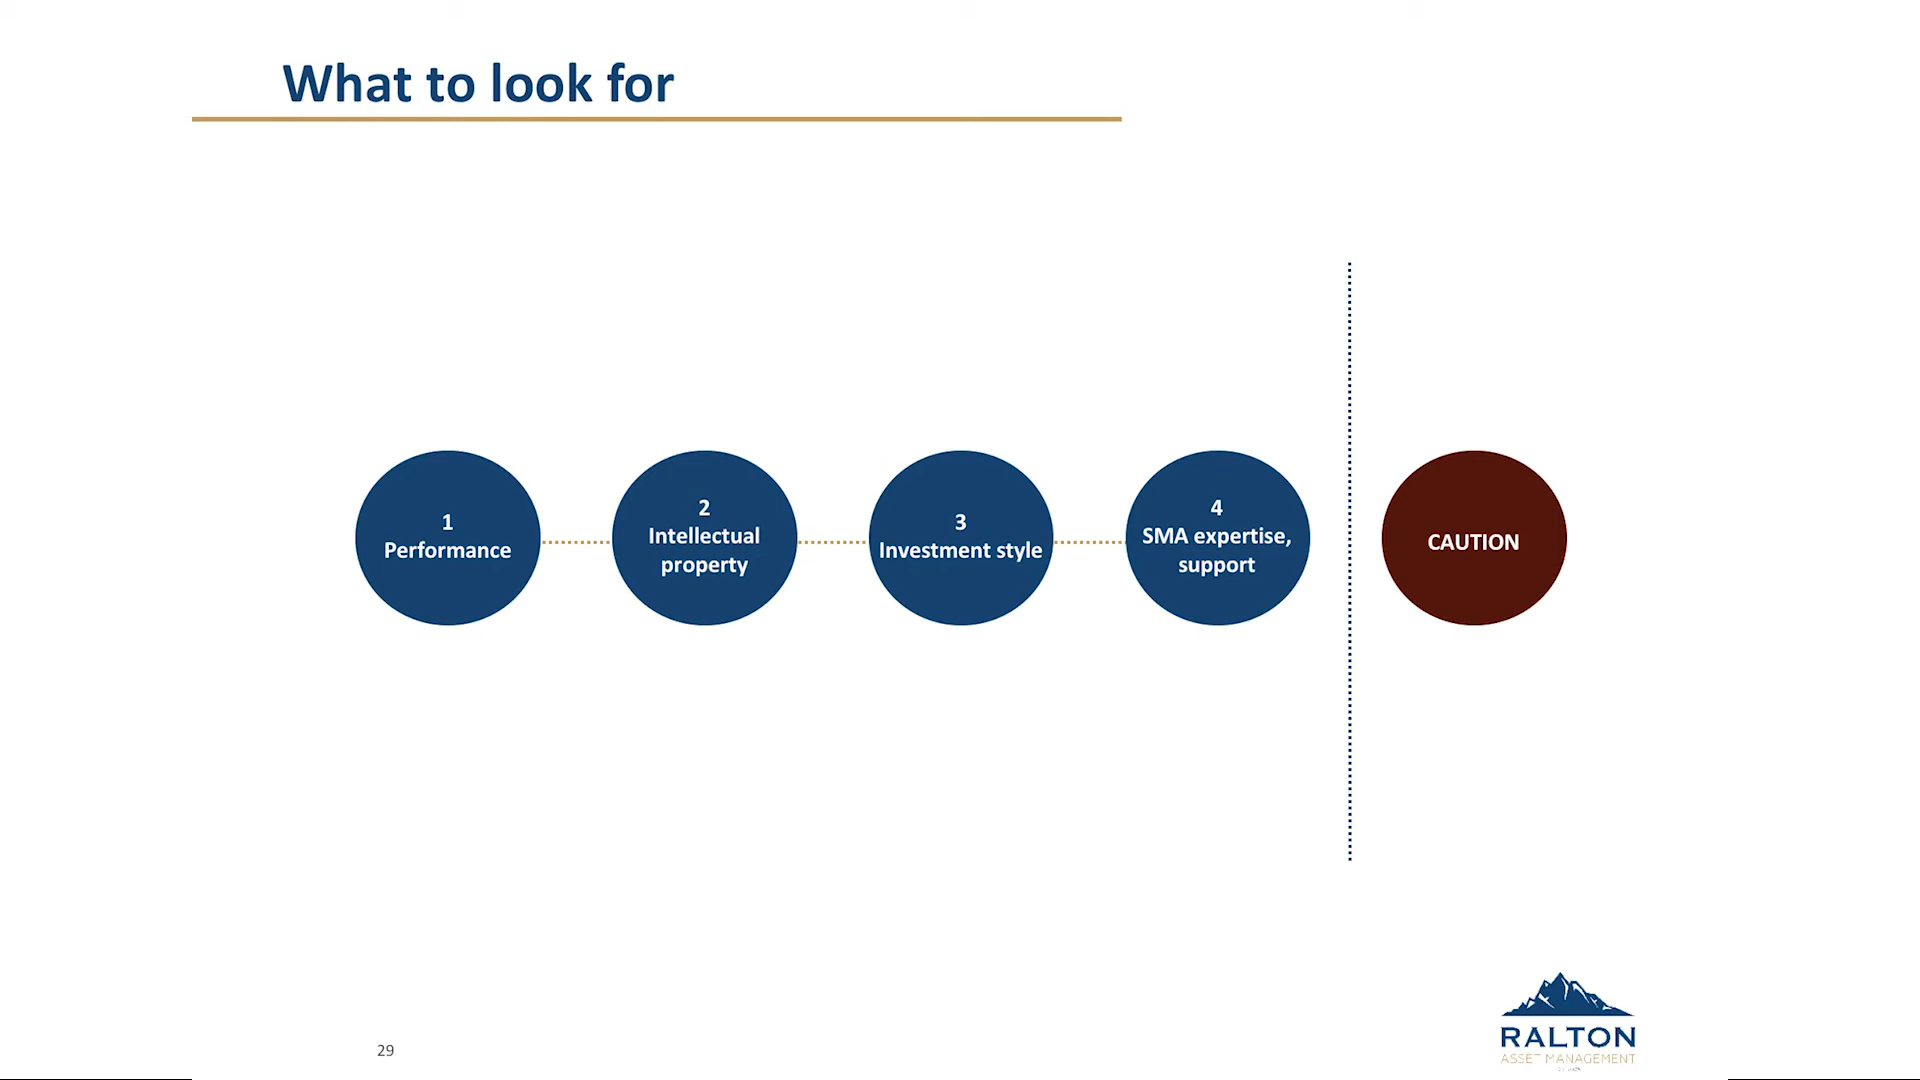 What to look for
1
Performance
2
Intellectual
property
3
Investment style
4
SMA expertise,
support
CAUTION
29
RALTON
ASSET MANAGEMENT